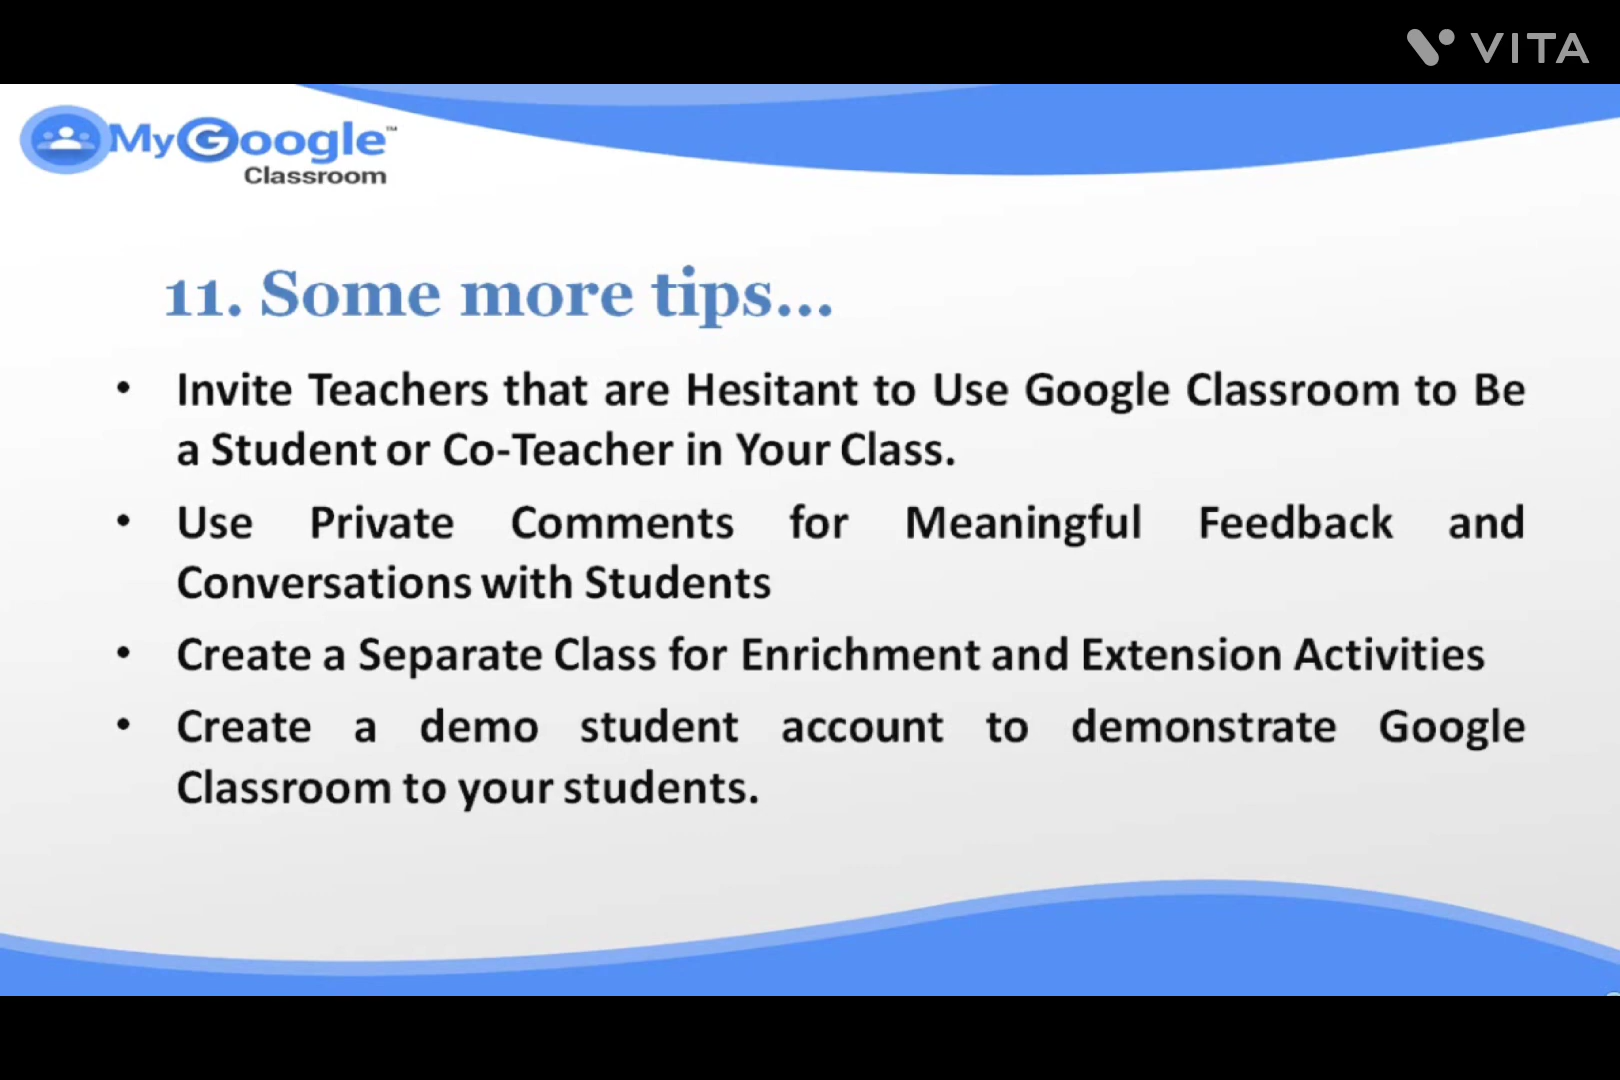 VITA
MyGoogle™
Classroom
11. Some more tips...
• Invite Teachers that are Hesitant to Use Google Classroom to Be
a Student or Co-Teacher in Your Class.
• Use Private Comments for Meaningful Feedback and
Conversations with Students
• Create a Separate Class for Enrichment and Extension Activities
• Create a demo student account to demonstrate Google
Classroom to your students.